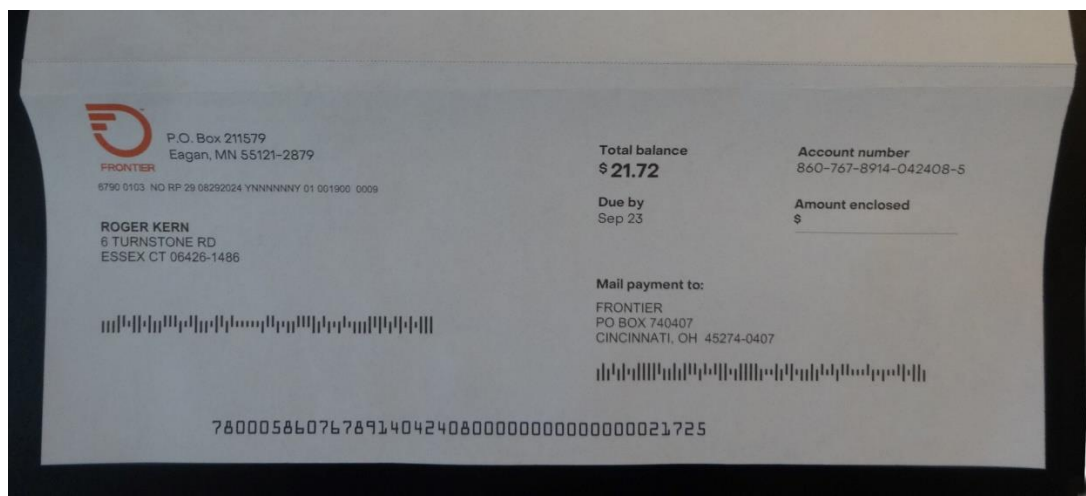 P.O. Box 211579
Eagan, MN 55121-2879
FRONTIER
6790 0103 NO RP 29 08292024 YNNNNNNY 01 001900 0009
ROGER KERN
6 TURNSTONE RD
ESSEX CT 06426-1486
Total balance
$ 21.72
Account number
860-767-8914-042408-5
Due by
Sep 23
Amount enclosed
$
Mail payment to:
FRONTIER
PO BOX 740407
CINCINNATI, OH 45274-0407
78000586076789140424080000000000000000021725